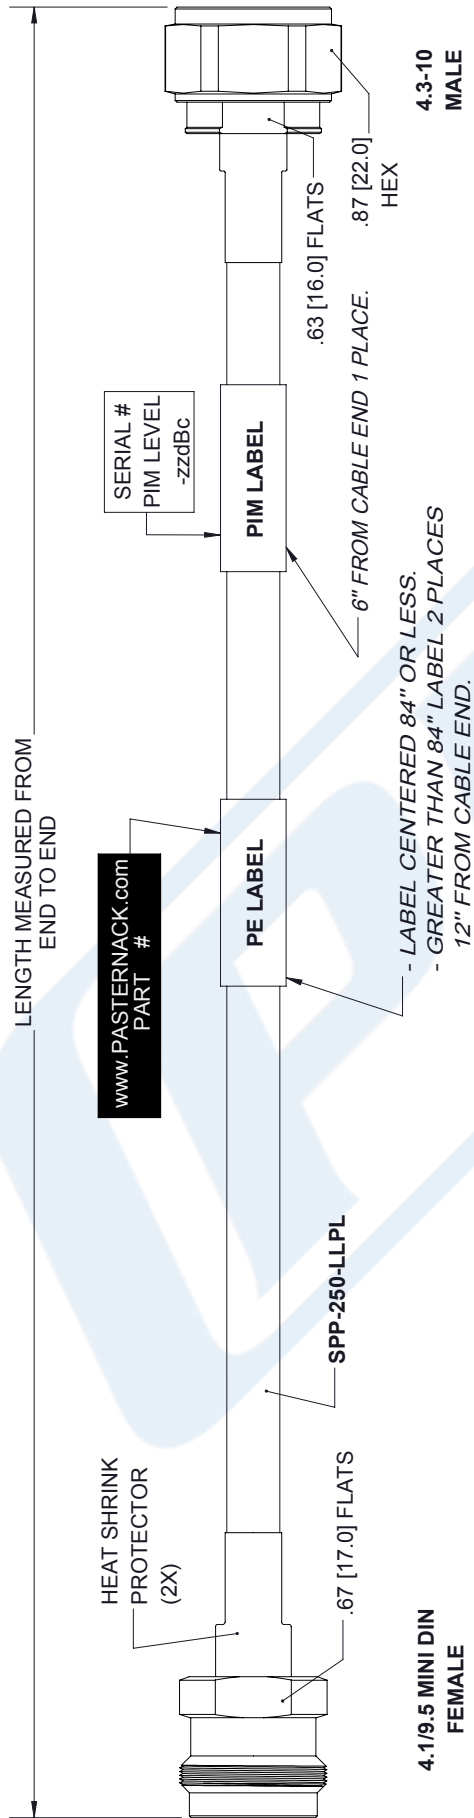 LENGTH MEASURED FROM
END TO END
HEAT SHRINK
PROTECTOR
(2X)
www.PASTERNACK.com
PART #
SERIAL #
PIM LEVEL
-zzdBc
PE LABEL
PIM LABEL
.67 [17.0] FLATS
SPP-250-LLPL
- LABEL CENTERED 84" OR LESS.
- GREATER THAN 84" LABEL 2 PLACES
12" FROM CABLE END.
6" FROM CABLE END 1 PLACE.
.63 [16.0] FLATS
.87 [22.0]
HEX
4.1/9.5 MINI DIN
FEMALE
4.3-10
MALE